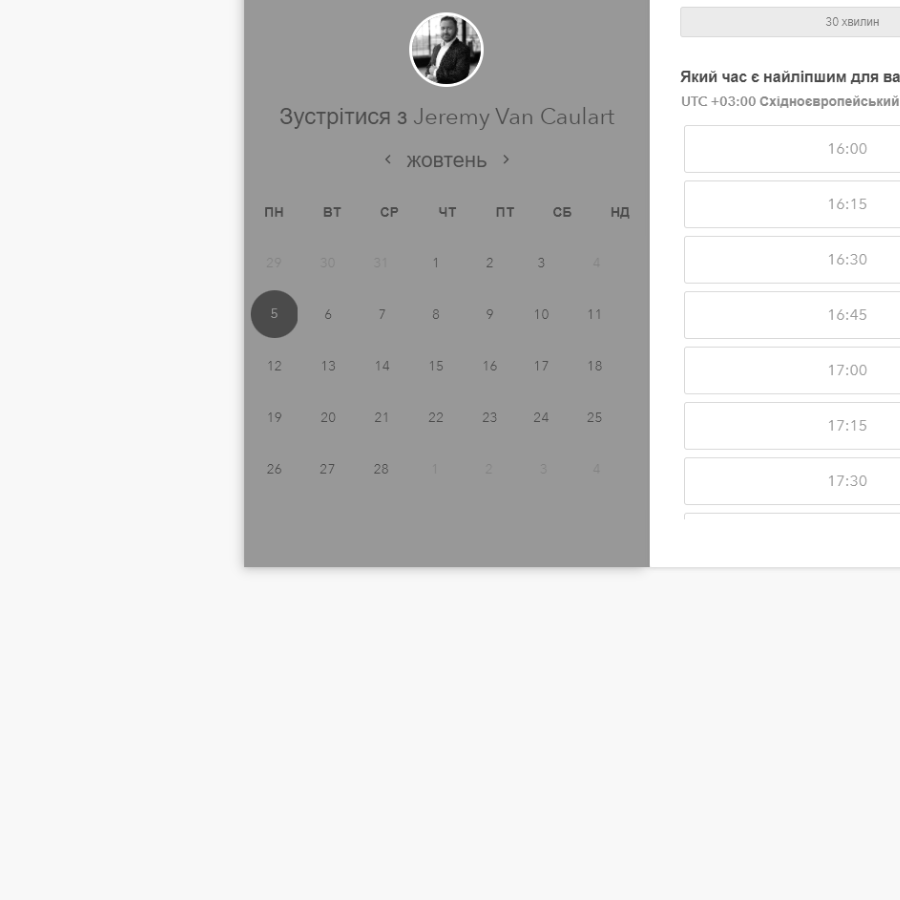 Зустрітися з Jeremy Van Caulart
жовтень
ПН ВТ СР ЧТ ПТ СБ НД
29 30 31 1 2 3 4
5 6 7 8 9 10 11
12 13 14 15 16 17 18
19 20 21 22 23 24 25
26 27 28 1 2 3 4
30 хвилин
Який час є найліпшим для ва
UTC +03:00 Східноєвропейський
16:00
16:15
16:30
16:45
17:00
17:15
17:30